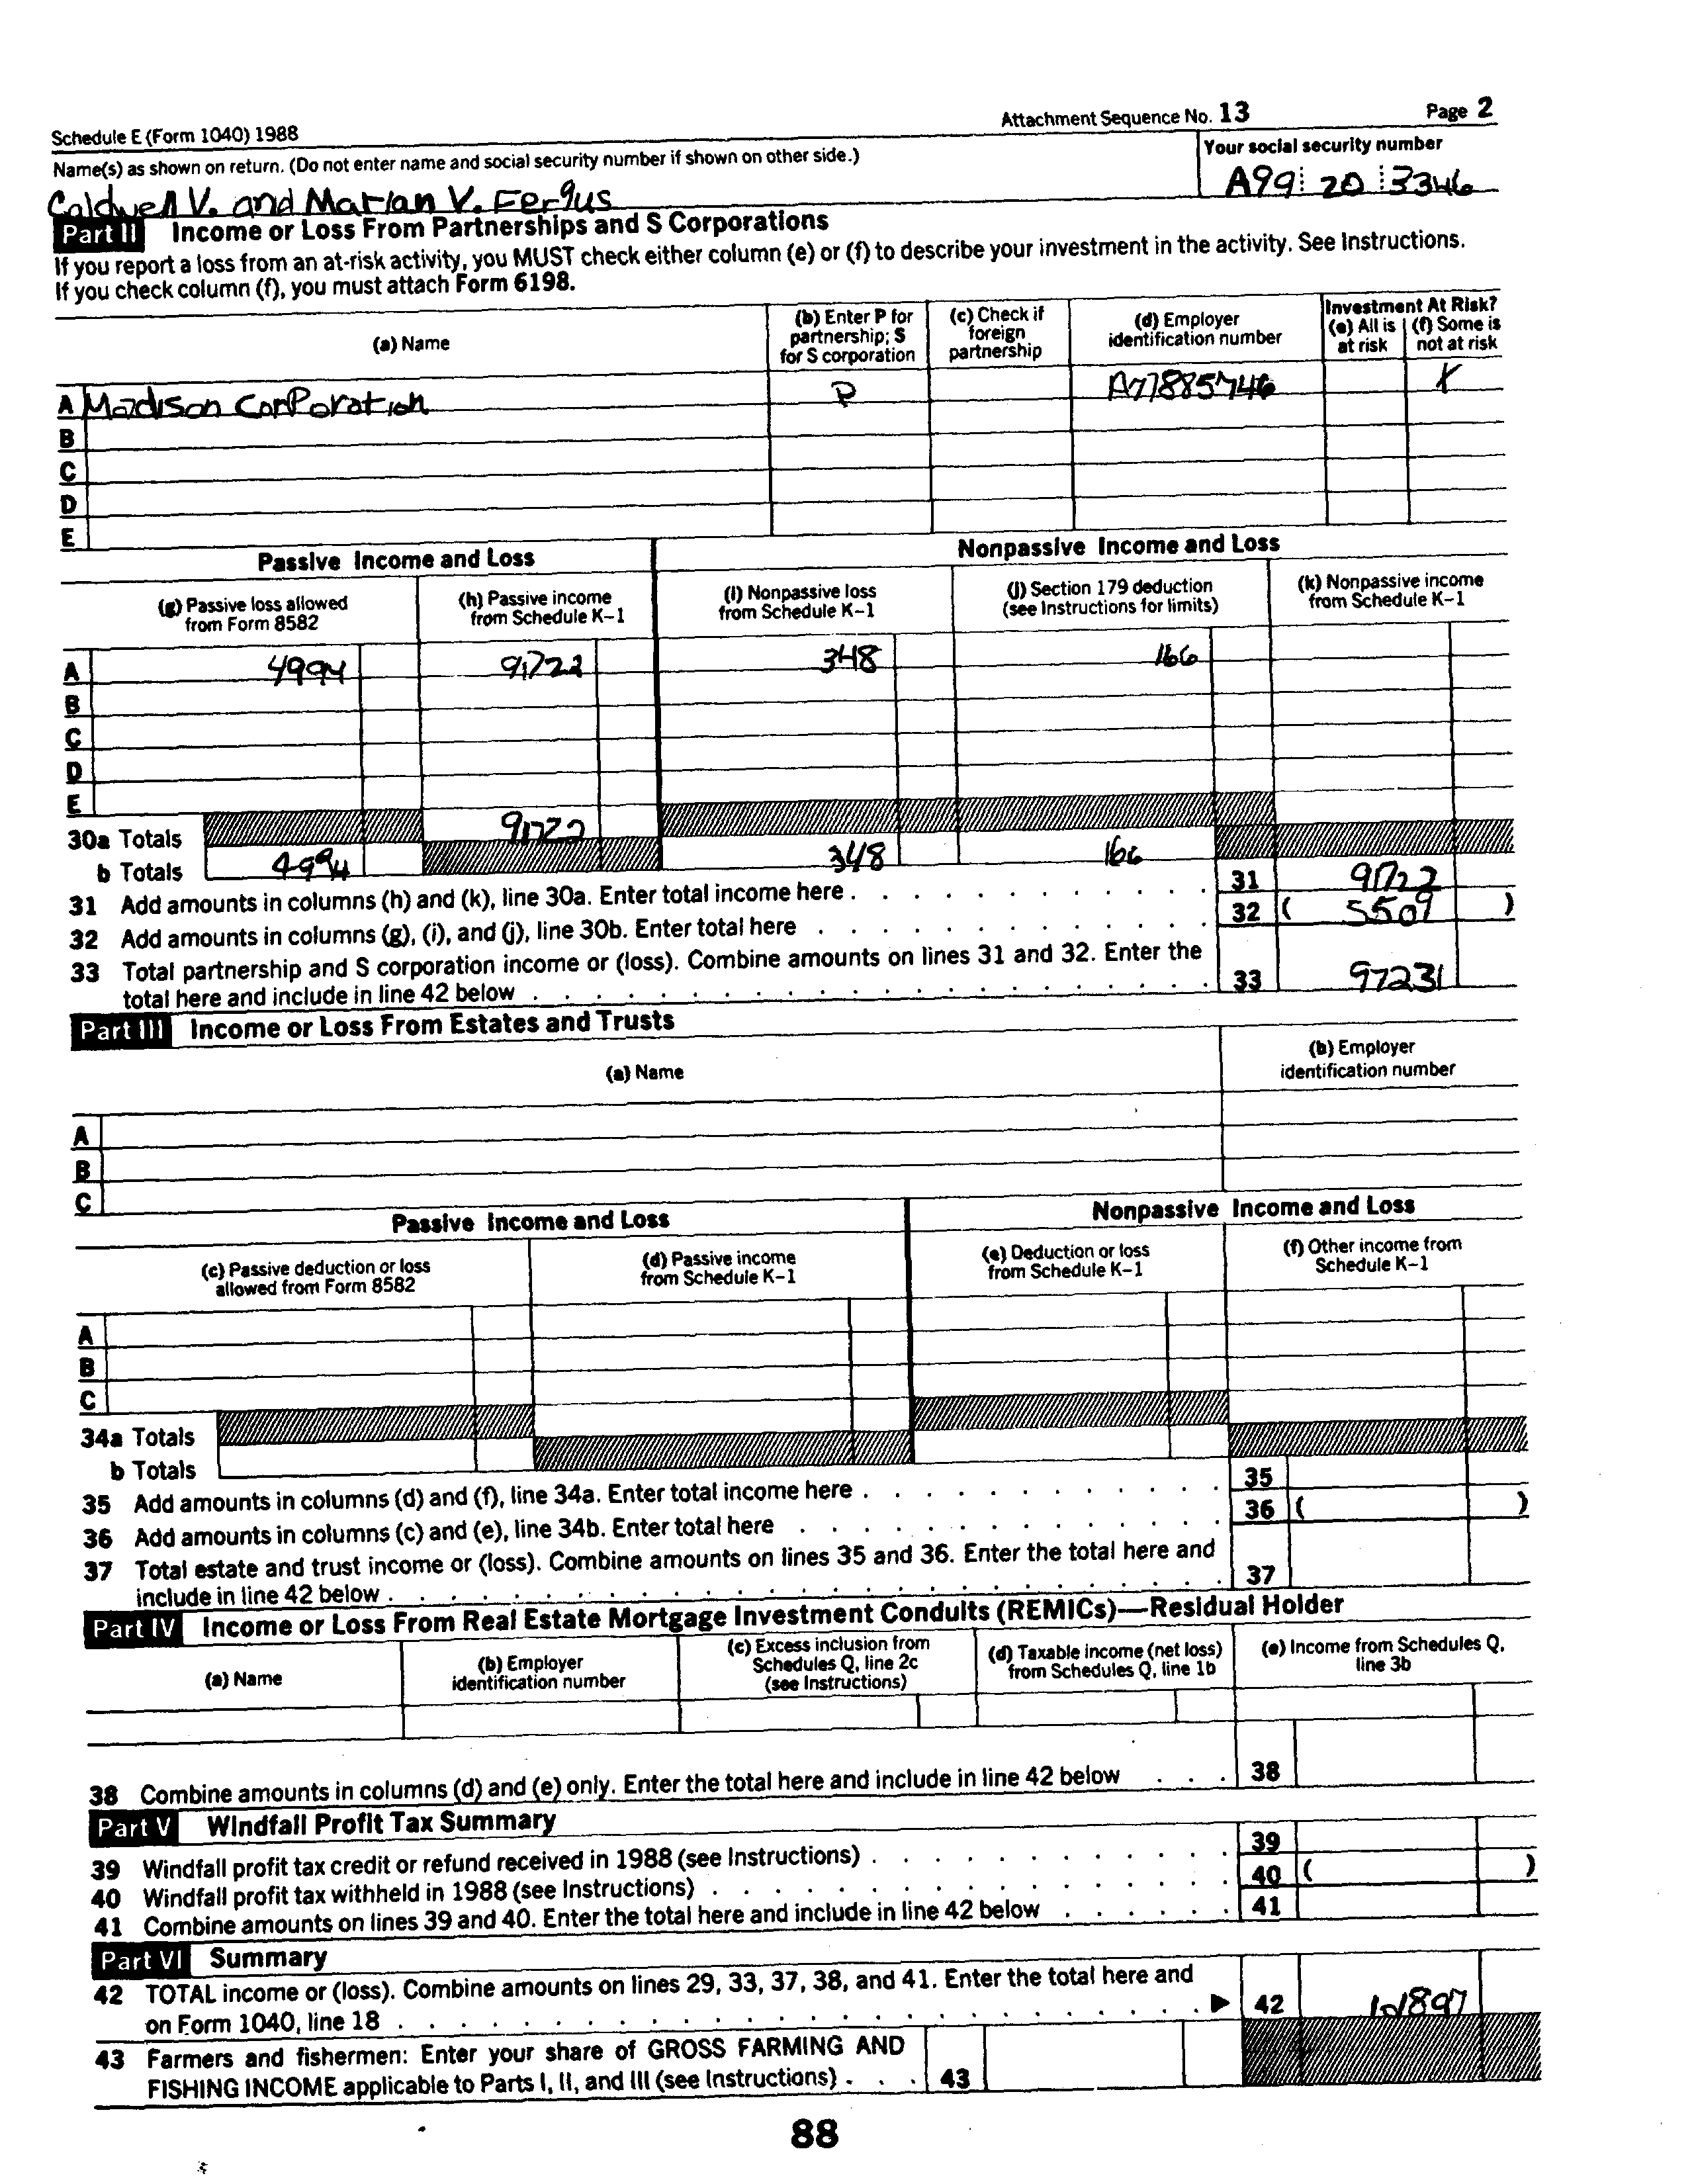 Schedule E (Form 1040) 1988 Attachment Sequence No. 13 Page 2
Name(s) as shown on return. (Do not enter name and social security number if shown on other side.) Your social security number
Caldwell V. and Marian V. Fergus A99 20 3346
Part II Income or Loss From Partnerships and S Corporations
If you report a loss from an at-risk activity, you MUST check either column (e) or (f) to describe your investment in the activity. See Instructions.
If you check column (f), you must attach Form 6198.
(a) Name (b) Enter P for partnership; S for S corporation (c) Check if foreign partnership (d) Employer identification number Investment At Risk? (e) All is at risk (f) Some is not at risk
A Madison Corporation P A77885746 X
B
C
D
E
Passive Income and Loss Nonpassive Income and Loss
(g) Passive loss allowed from Form 8582 (h) Passive income from Schedule K-1 (i) Nonpassive loss from Schedule K-1 (j) Section 179 deduction (see Instructions for limits) (k) Nonpassive income from Schedule K-1
A 4994 91722 348 166
B
C
D
E
30a Totals 91722
b Totals 4994 348 166
31 Add amounts in columns (h) and (k), line 30a. Enter total income here . 31 91722
32 Add amounts in columns (g), (i), and (j), line 30b. Enter total here 32 ( 5509 )
33 Total partnership and S corporation income or (loss). Combine amounts on lines 31 and 32. Enter the
total here and include in line 42 below 33 97231
Part III Income or Loss From Estates and Trusts
(a) Name (b) Employer identification number
A
B
C
Passive Income and Loss Nonpassive Income and Loss
(c) Passive deduction or loss allowed from Form 8582 (d) Passive income from Schedule K-1 (e) Deduction or loss from Schedule K-1 (f) Other income from Schedule K-1
A
B
C
34a Totals
b Totals
35 Add amounts in columns (d) and (f), line 34a. Enter total income here . 35
36 Add amounts in columns (c) and (e), line 34b. Enter total here 36 ( )
37 Total estate and trust income or (loss). Combine amounts on lines 35 and 36. Enter the total here and
include in line 42 below . 37
Part IV Income or Loss From Real Estate Mortgage Investment Conduits (REMICs)—Residual Holder
(a) Name (b) Employer identification number (c) Excess inclusion from Schedules Q, line 2c (see Instructions) (d) Taxable income (net loss) from Schedules Q, line 1b (e) Income from Schedules Q, line 3b
38 Combine amounts in columns (d) and (e) only. Enter the total here and include in line 42 below 38
Part V Windfall Profit Tax Summary
39 Windfall profit tax credit or refund received in 1988 (see Instructions) . 39
40 Windfall profit tax withheld in 1988 (see Instructions) . 40 ( )
41 Combine amounts on lines 39 and 40. Enter the total here and include in line 42 below 41
Part VI Summary
42 TOTAL income or (loss). Combine amounts on lines 29, 33, 37, 38, and 41. Enter the total here and
on Form 1040, line 18 . ▶ 42 101897
43 Farmers and fishermen: Enter your share of GROSS FARMING AND
FISHING INCOME applicable to Parts I, II, and III (see Instructions) . 43
88